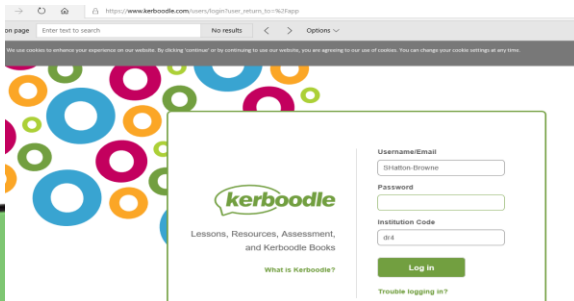 https://www.kerboodle.com/users/login?user_return_to=%2Fapp
on page Enter text to search No results Options
We use cookies to enhance your experience on our website. By clicking 'continue' or by continuing to use our website, you are agreeing to our use of cookies. You can change your cookie settings at any time.
kerboodle
Lessons, Resources, Assessment,
and Kerboodle Books
What is Kerboodle?
Username/Email
SHatton-Browne
Password
Institution Code
dr4
Log in
Trouble logging in?